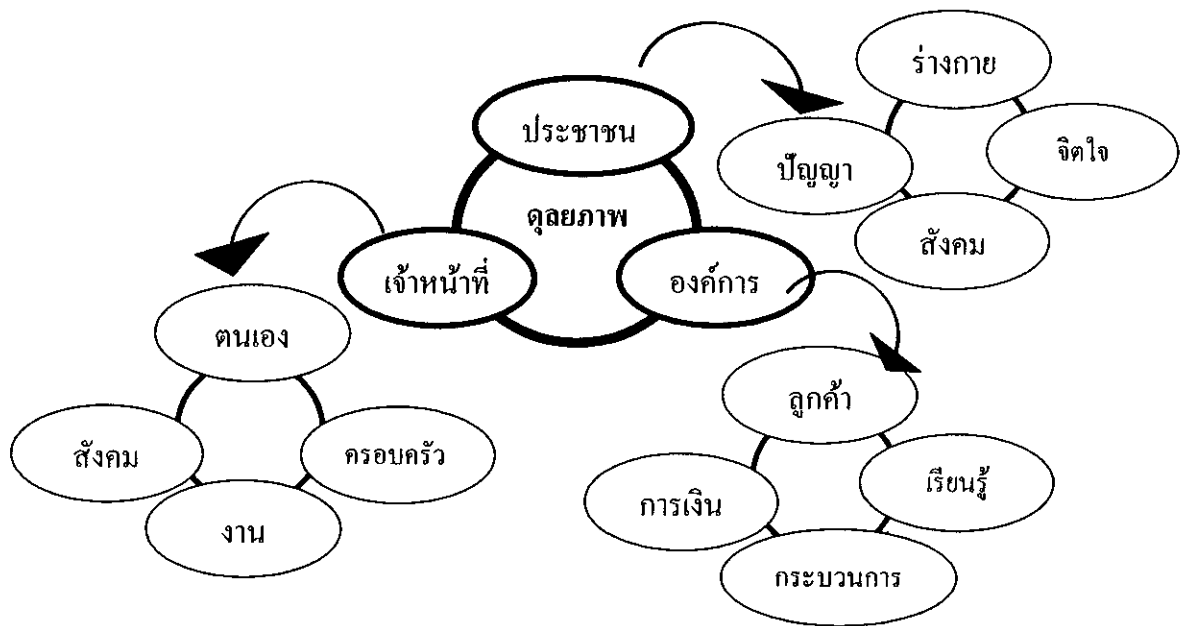 ประชาชน
ดุลยภาพ
เจ้าหน้าที่
องค์การ
ร่างกาย
จิตใจ
สังคม
ปัญญา
ตนเอง
ครอบครัว
งาน
สังคม
ลูกค้า
เรียนรู้
กระบวนการ
การเงิน